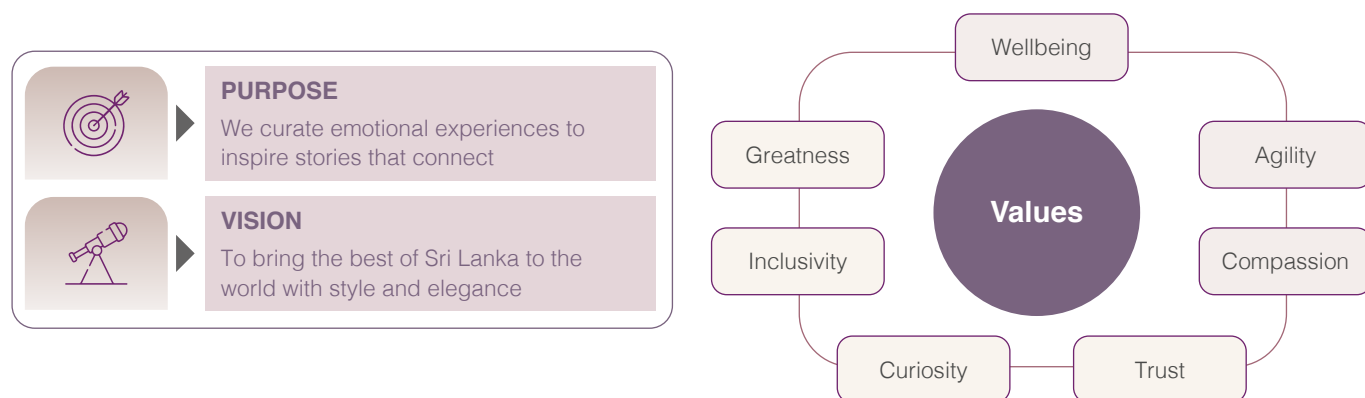 PURPOSE
We curate emotional experiences to
inspire stories that connect
VISION
To bring the best of Sri Lanka to the
world with style and elegance
Values
Wellbeing
Agility
Compassion
Trust
Curiosity
Inclusivity
Greatness